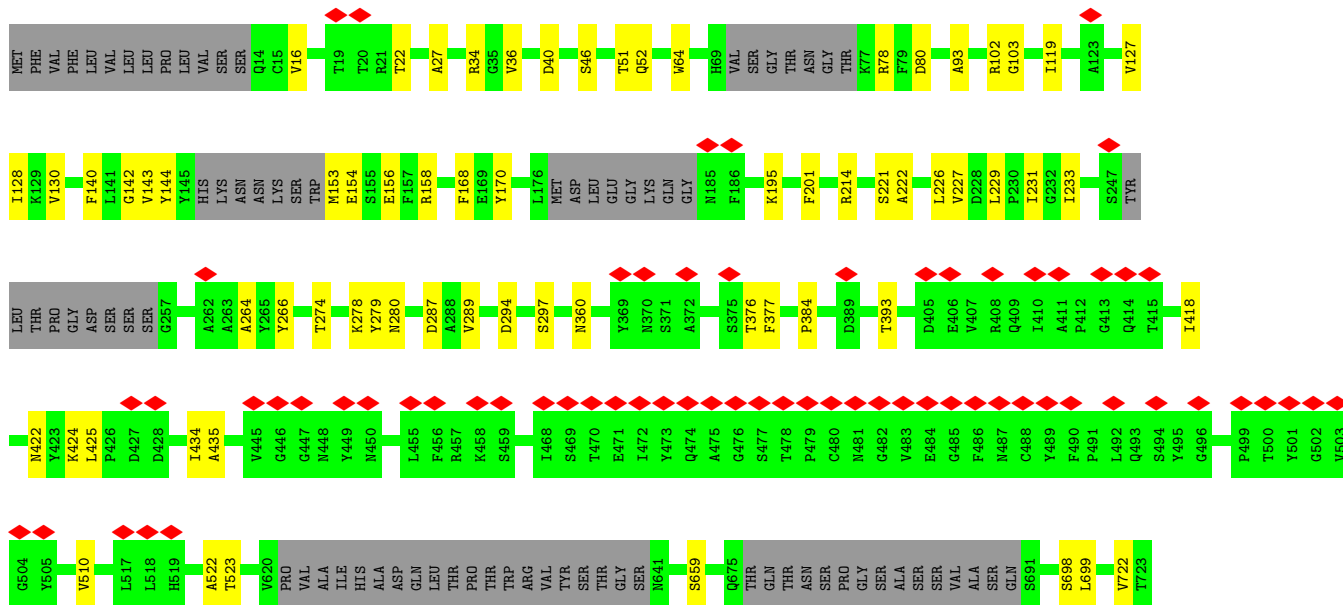 MET PHE VAL PHE LEU VAL LEU LEU PRO LEU VAL SER SER Q14 C15 V16 T19 T20 R21 T22 A27 R34 G35 V36 D40 S46 T51 Q52 W64 H69 VAL SER GLY THR ASN GLY THR K77 R78 F79 D80 A93 R102 G103 I119 A123 V127
I128 K129 V130 F140 L141 G142 V143 Y144 Y145 HIS LYS ASN ASN LYS SER TRP M153 E154 S155 E156 F157 R158 F168 E169 Y170 L176 MET ASP LEU GLU GLY LYS GLN GLY N185 F186 K195 F201 R214 S221 A222 L226 V227 D228 L229 P230 I231 G232 I233 S247 TYR
LEU THR PRO GLY ASP SER SER SER G257 A262 A263 A264 Y265 Y266 T274 K278 Y279 N280 D287 A288 V289 D294 S297 N360 Y369 N370 S371 A372 S375 T376 F377 P384 D389 T393 D405 E406 V407 R408 Q409 I410 A411 P412 G413 Q414 T415 I418
N422 Y423 K424 L425 P426 D427 D428 I434 A435 V445 G446 G447 N448 Y449 N450 L455 F456 R457 K458 S459 I468 S469 T470 E471 I472 Y473 Q474 A475 G476 S477 T478 P479 C480 N481 G482 V483 E484 G485 F486 N487 C488 Y489 F490 P491 L492 Q493 S494 Y495 G496 P499 T500 Y501 G502 V503
G504 Y505 V510 L517 L518 H519 A522 T523 V620 PRO VAL ALA ILE HIS ALA ASP GLN LEU THR PRO THR TRP ARG VAL TYR SER THR GLY SER N641 S659 Q675 THR GLN THR ASN SER PRO GLY SER ALA SER SER VAL ALA SER GLN S691 S698 L699 V722 T723